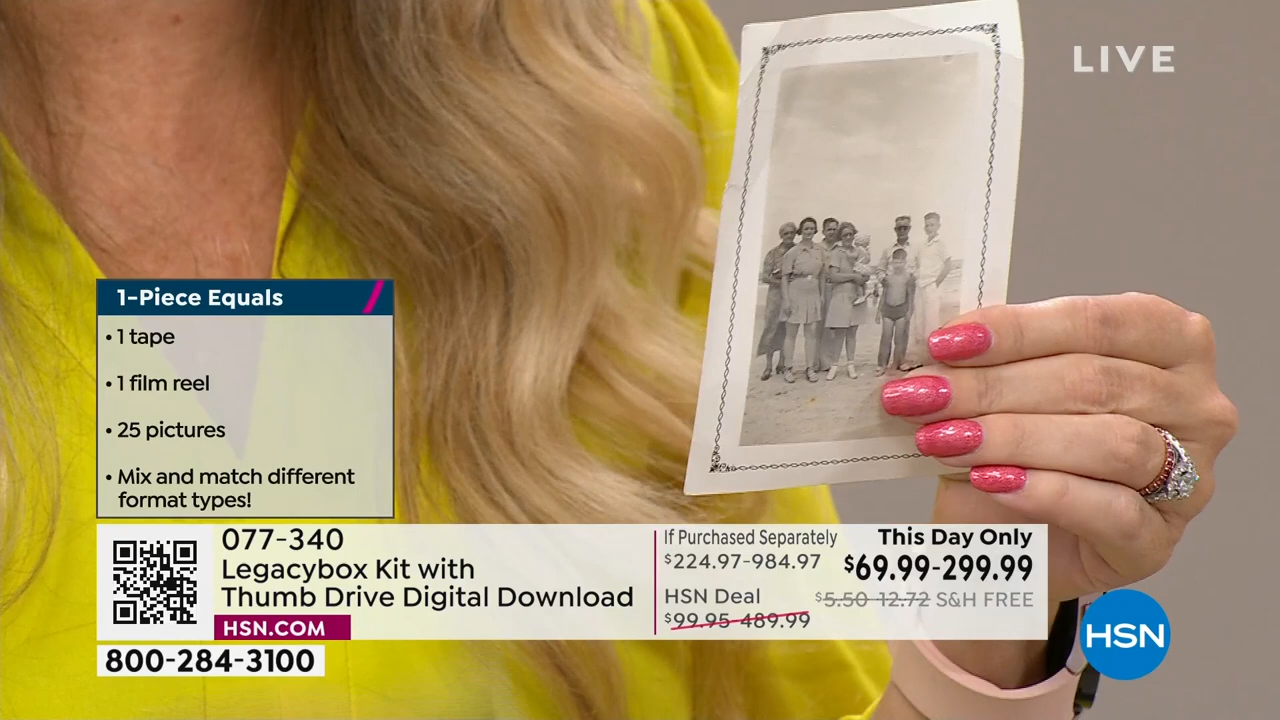 LIVE
1-Piece Equals
• 1 tape
• 1 film reel
• 25 pictures
• Mix and match different
format types!
077-340
Legacybox Kit with
Thumb Drive Digital Download
HSN.COM
800-284-3100
If Purchased Separately
$224.97-984.97
HSN Deal
$99.95-489.99
This Day Only
$69.99-299.99
$5.50-12.72 S&H FREE
HSN